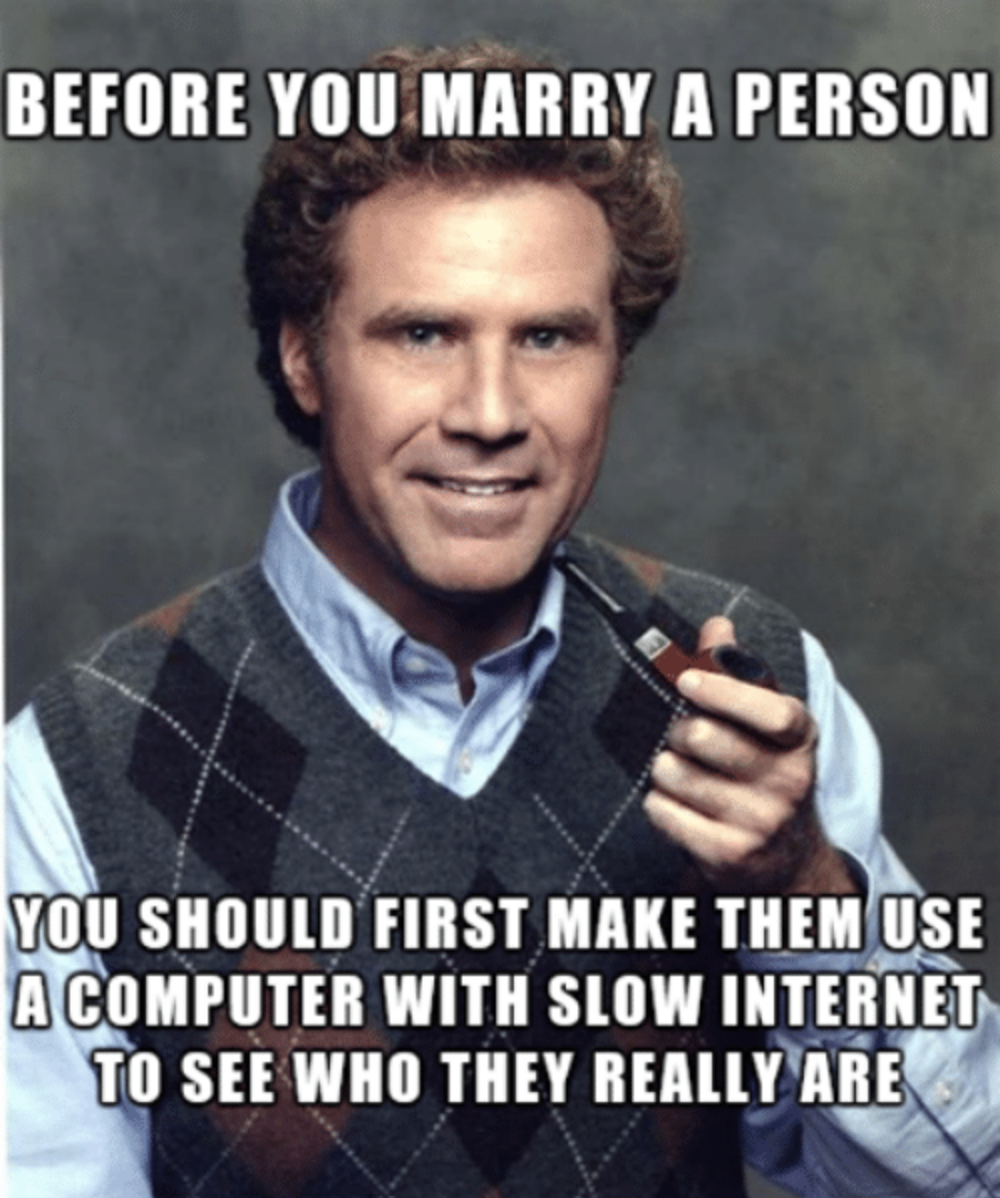 BEFORE YOU MARRY A PERSON
YOU SHOULD FIRST MAKE THEM USE
A COMPUTER WITH SLOW INTERNET
TO SEE WHO THEY REALLY ARE